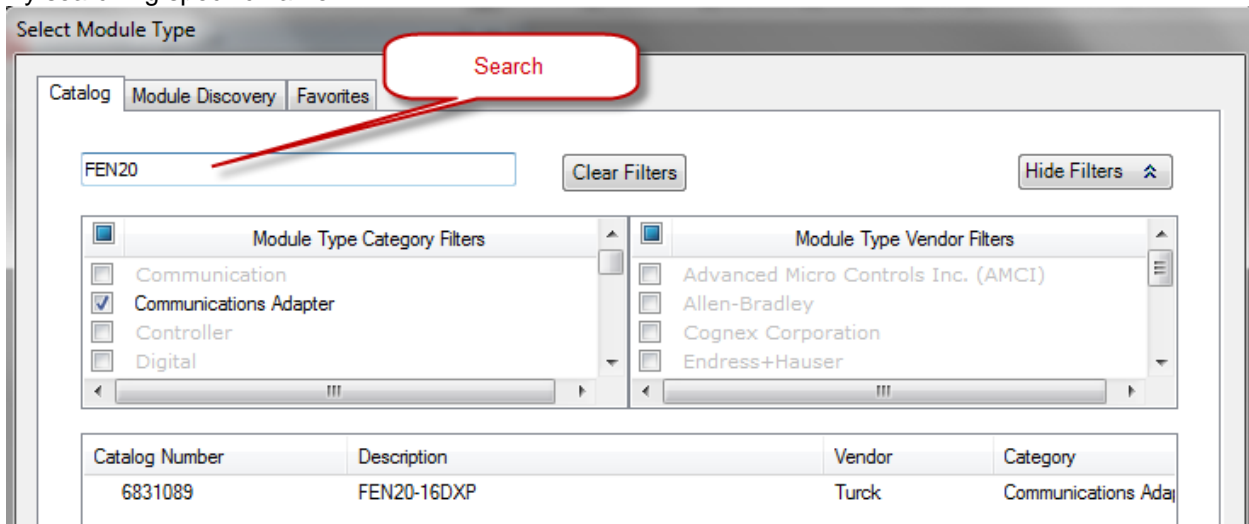 Select Module Type
Search
Catalog Module Discovery Favorites
FEN20 Clear Filters Hide Filters
Module Type Category Filters Module Type Vendor Filters
Communication Advanced Micro Controls Inc. (AMCI)
Communications Adapter Allen-Bradley
Controller Cognex Corporation
Digital Endress+Hauser
Catalog Number Description Vendor Category
6831089 FEN20-16DXP Turck Communications Adap